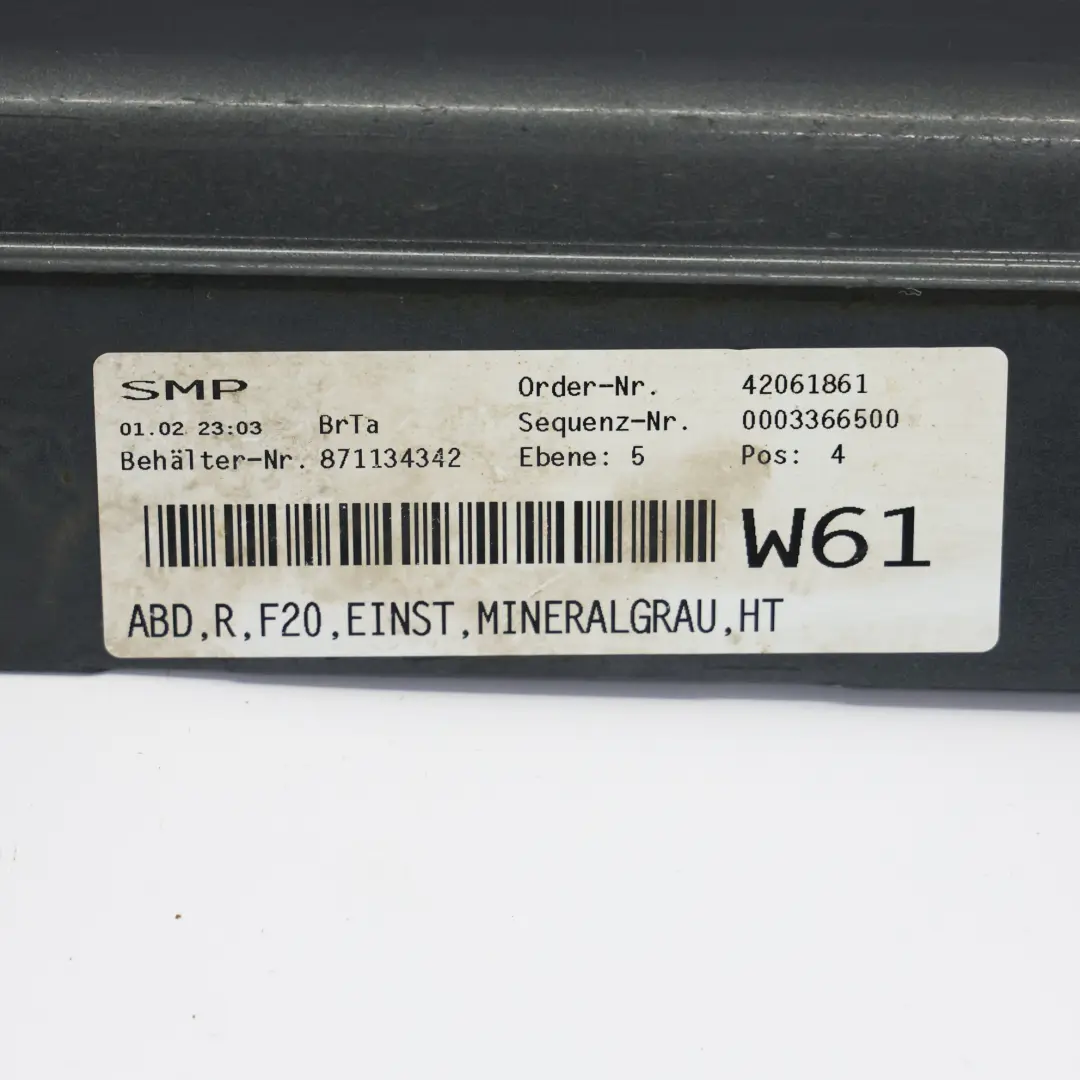 SMP Order-Nr. 42061861
01.02 23:03 BrTa Sequenz-Nr. 0003366500
Behälter-Nr. 871134342 Ebene: 5 Pos: 4
W61
ABD,R,F20,EINST,MINERALGRAU,HT